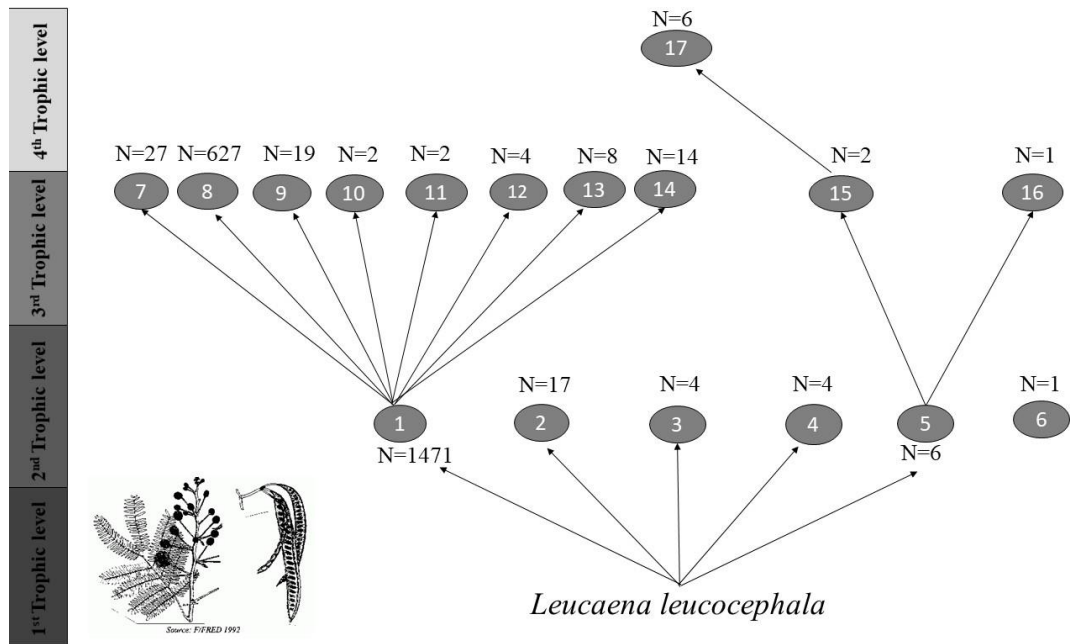 N=6
17
4th Trophic level
N=27 N=627 N=19 N=2 N=2 N=4 N=8 N=14 N=2 N=1
7 8 9 10 11 12 13 14 15 16
3rd Trophic level
N=17 N=4 N=4 N=1
1 2 3 4 5 6
N=1471 N=6
2nd Trophic level
1st Trophic level
Leucaena leucocephala
Source: F/FRED 1992